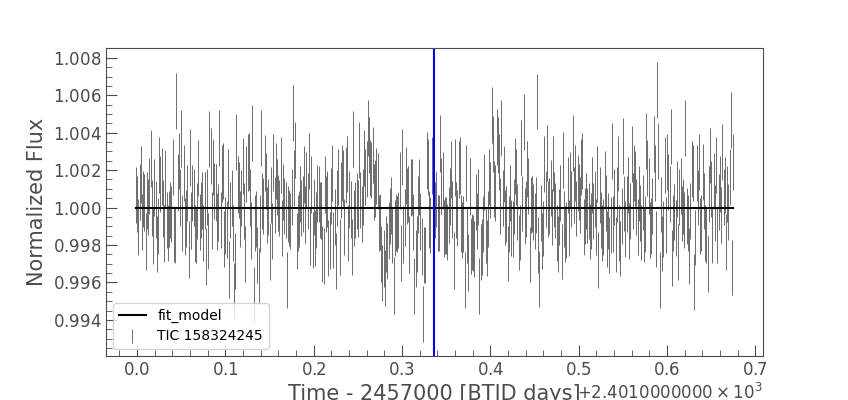 1.008
1.006
1.004
1.002
1.000
0.998
0.996
0.994
Normalized Flux
fit_model
TIC 158324245
0.0 0.1 0.2 0.3 0.4 0.5 0.6 0.7
Time - 2457000 [BTJD days]
+2.4010000000 × 10³